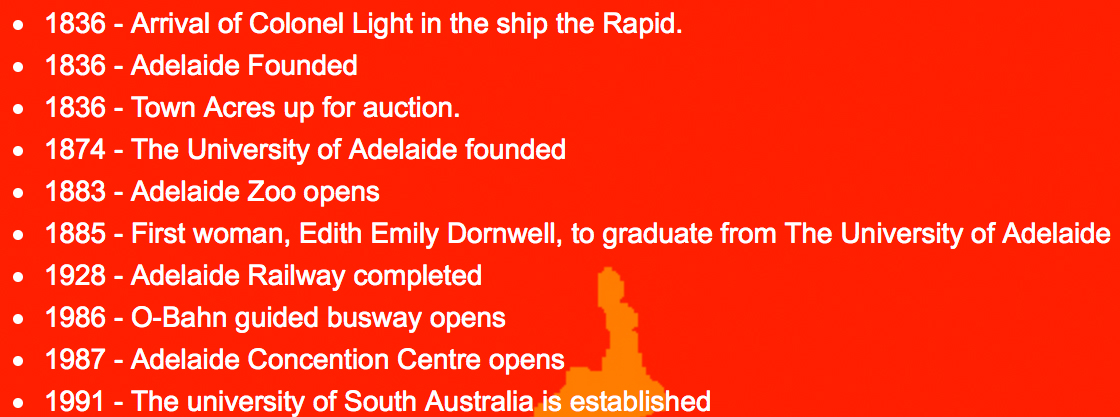 • 1836 - Arrival of Colonel Light in the ship the Rapid.
• 1836 - Adelaide Founded
• 1836 - Town Acres up for auction.
• 1874 - The University of Adelaide founded
• 1883 - Adelaide Zoo opens
• 1885 - First woman, Edith Emily Dornwell, to graduate from The University of Adelaide
• 1928 - Adelaide Railway completed
• 1986 - O-Bahn guided busway opens
• 1987 - Adelaide Concention Centre opens
• 1991 - The university of South Australia is established